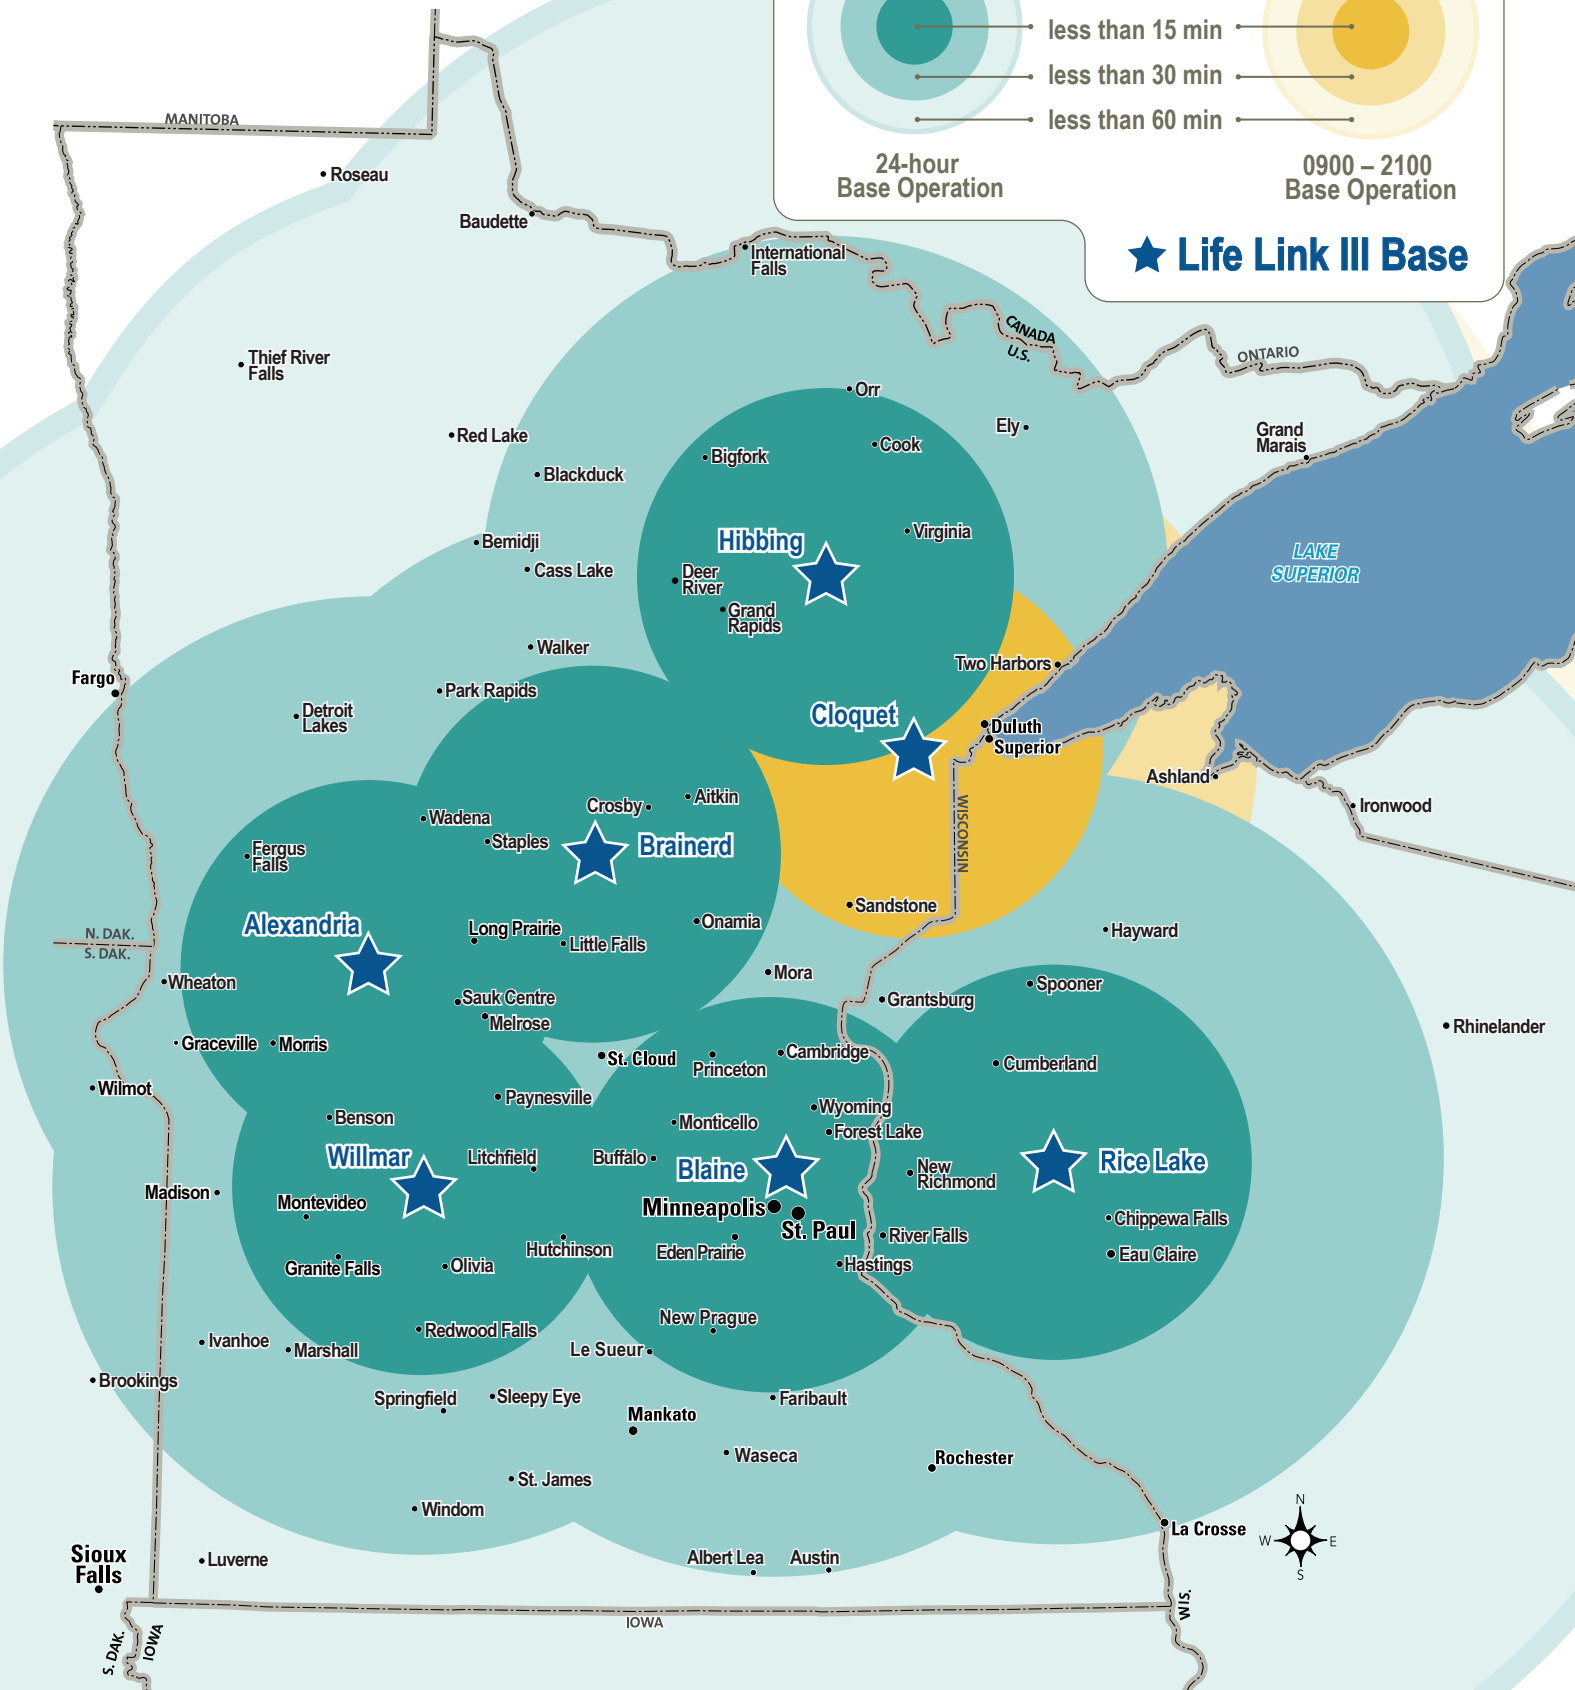 less than 15 min
less than 30 min
less than 60 min
24-hour
Base Operation
0900 – 2100
Base Operation
Life Link III Base
MANITOBA
Roseau
Baudette
International
Falls
CANADA
U.S.
ONTARIO
Thief River
Falls
Orr
Ely
Grand
Marais
Red Lake
Cook
Bigfork
Blackduck
Virginia
Hibbing
Bemidji
LAKE
SUPERIOR
Cass Lake
Deer
River
Grand
Rapids
Walker
Two Harbors
Fargo
Park Rapids
Detroit
Lakes
Cloquet
Duluth
Superior
Ashland
Crosby
Aitkin
Ironwood
Wadena
WISCONSIN
Staples
Brainerd
Fergus
Falls
Sandstone
Alexandria
Long Prairie
Onamia
Hayward
N. DAK.
S. DAK.
Little Falls
Mora
Wheaton
Spooner
Sauk Centre
Grantsburg
Melrose
Rhinelander
Graceville
Morris
St. Cloud
Princeton
Cambridge
Cumberland
Wilmot
Paynesville
Wyoming
Benson
Monticello
Forest Lake
Willmar
Litchfield
Buffalo
Blaine
New
Richmond
Rice Lake
Madison
Montevideo
Minneapolis
St. Paul
Chippewa Falls
River Falls
Hutchinson
Eden Prairie
Eau Claire
Granite Falls
Olivia
Hastings
New Prague
Redwood Falls
Ivanhoe
Marshall
Le Sueur
Brookings
Springfield
Sleepy Eye
Faribault
Mankato
Waseca
Rochester
St. James
Windom
La Crosse
N
W
E
S
Sioux
Falls
Luverne
Albert Lea
Austin
IOWA
WIS.
S. DAK.
IOWA